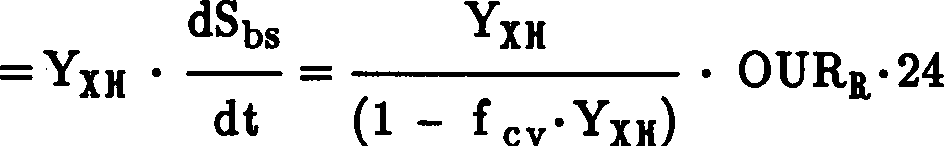 = Y_XH · dS_bs/dt = Y_XH/(1 - f_cv·Y_XH) · OUR_R·24